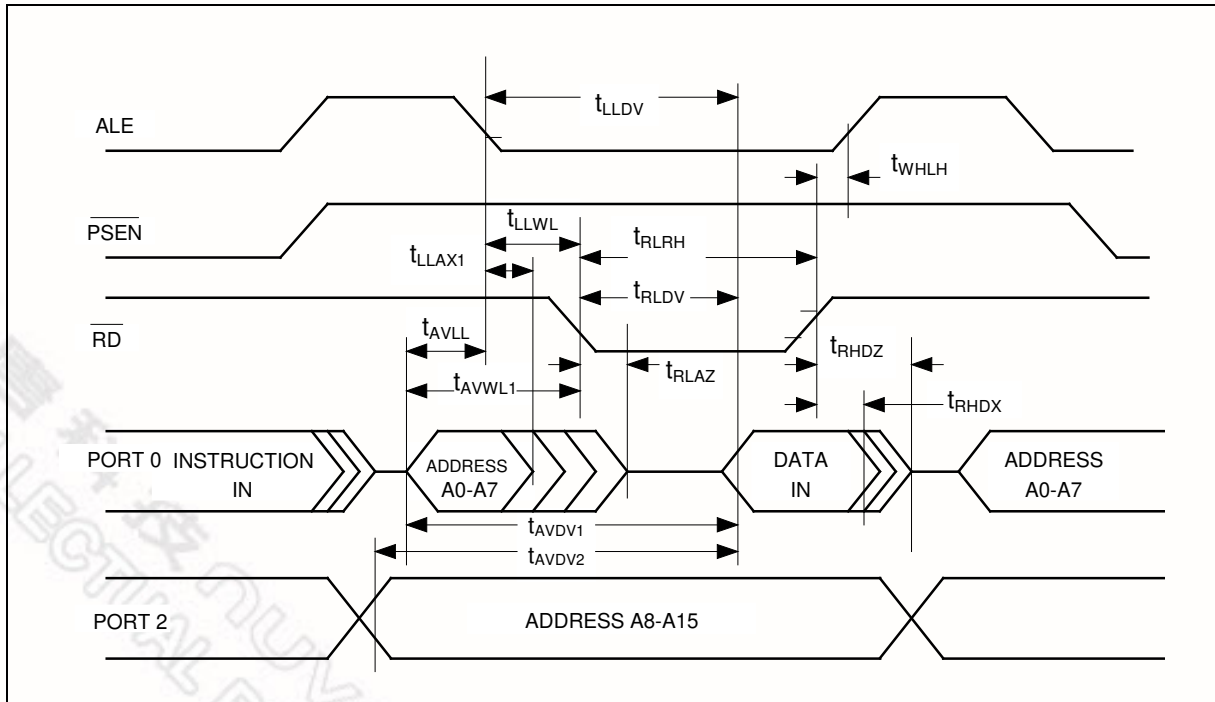 ALE
tLLDV
tWHLH
PSEN
tLLWL
tRLRH
tLLAX1
tRLDV
RD
tAVLL
tRLAZ
tRHDZ
tAVWL1
tRHDX
PORT 0
INSTRUCTION
IN
ADDRESS
A0-A7
DATA
IN
ADDRESS
A0-A7
tAVDV1
tAVDV2
PORT 2
ADDRESS A8-A15